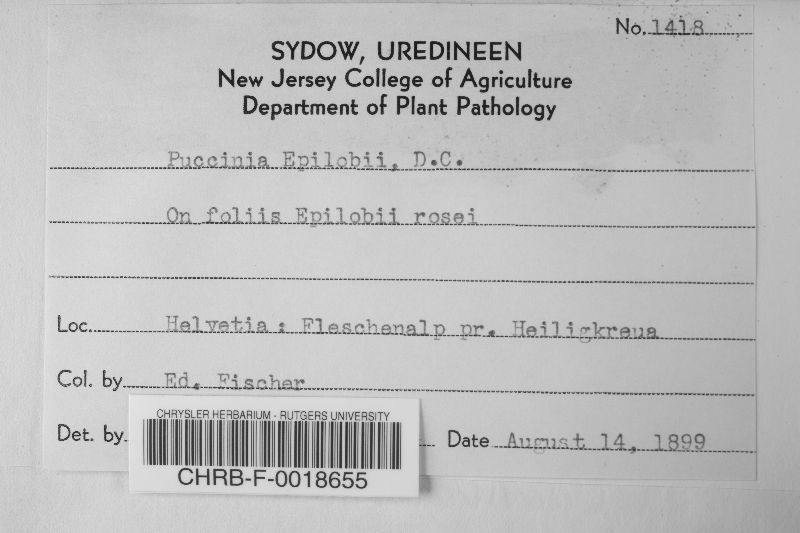 No. 1418
SYDOW, UREDINEEN
New Jersey College of Agriculture
Department of Plant Pathology
Puccinia Epilobii, D.C.
On foliis Epilobii rosei
Loc. Helvetia: Fleschenalp pr. Heiligkreua
Col. by Ed. Fischer
Det. by
Date August 14, 1899
CHRYSLER HERBARIUM - RUTGERS UNIVERSITY
CHRB-F-0018655